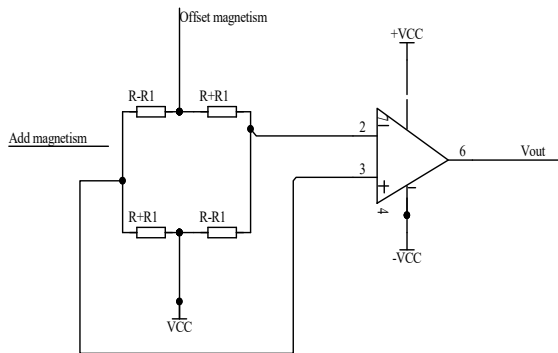 Offset magnetism
+VCC
R-R1 R+R1
7
2
Add magnetism
6 Vout
3
R+R1 R-R1
4
-VCC
VCC